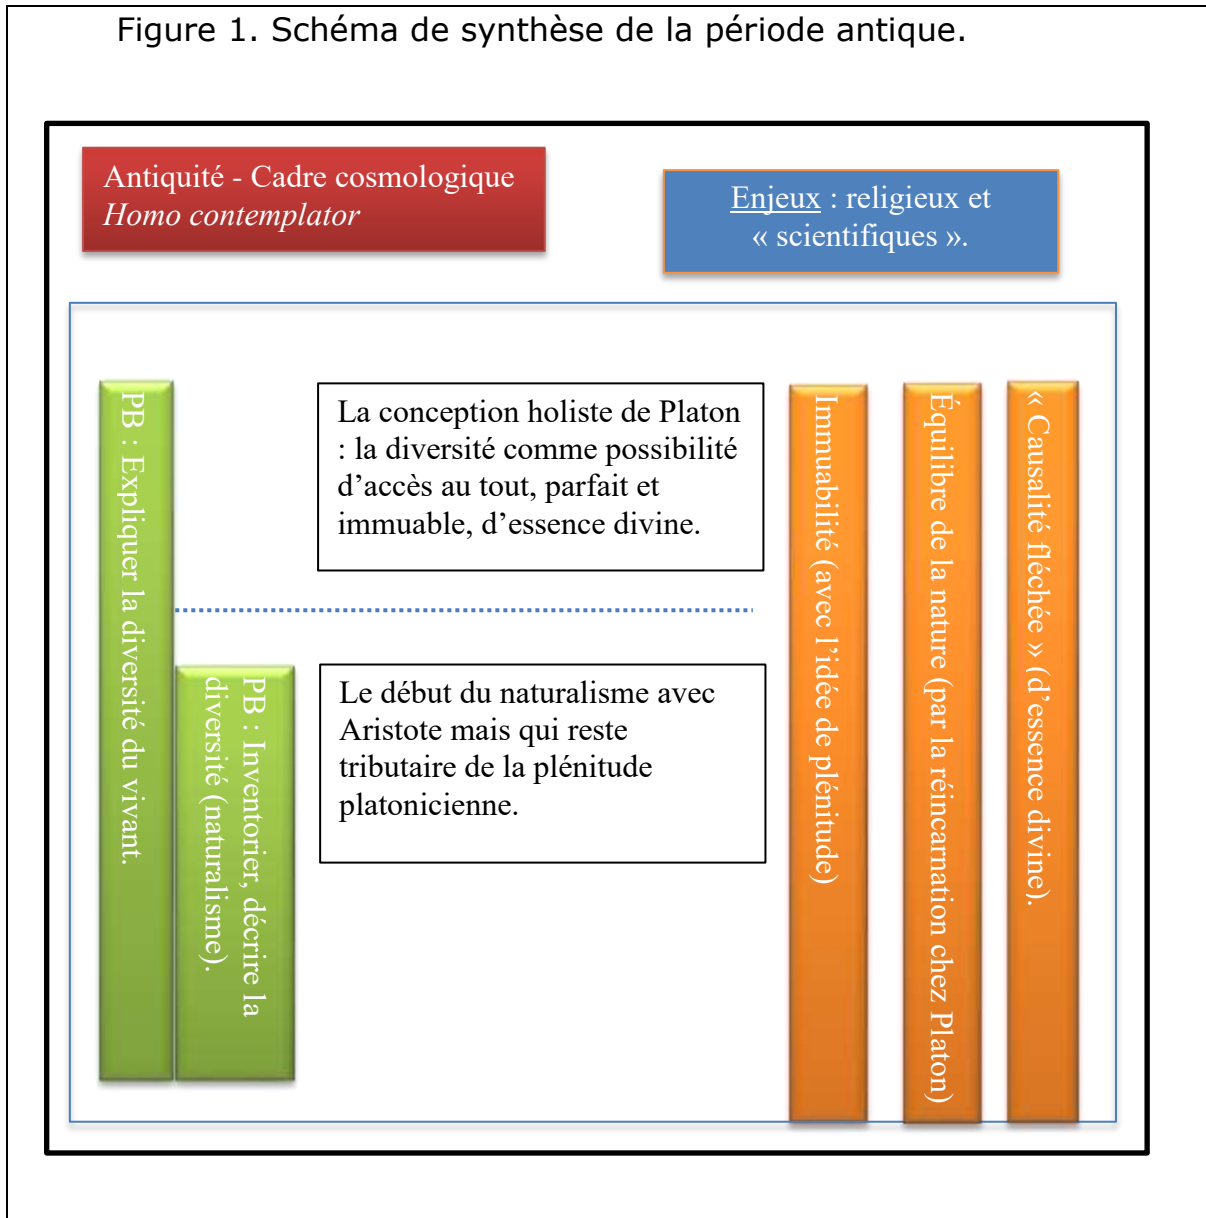 Figure 1. Schéma de synthèse de la période antique.
Antiquité - Cadre cosmologique
Homo contemplator
Enjeux : religieux et
« scientifiques ».
PB : Expliquer la diversité du vivant.
PB : Inventorier, décrire la
diversité (naturalisme).
La conception holiste de Platon
: la diversité comme possibilité
d’accès au tout, parfait et
immuable, d’essence divine.
Le début du naturalisme avec
Aristote mais qui reste
tributaire de la plénitude
platonicienne.
Immuabilité (avec l’idée de plénitude)
Équilibre de la nature (par la réincarnation chez Platon)
« Causalité fléchée » (d’essence divine).